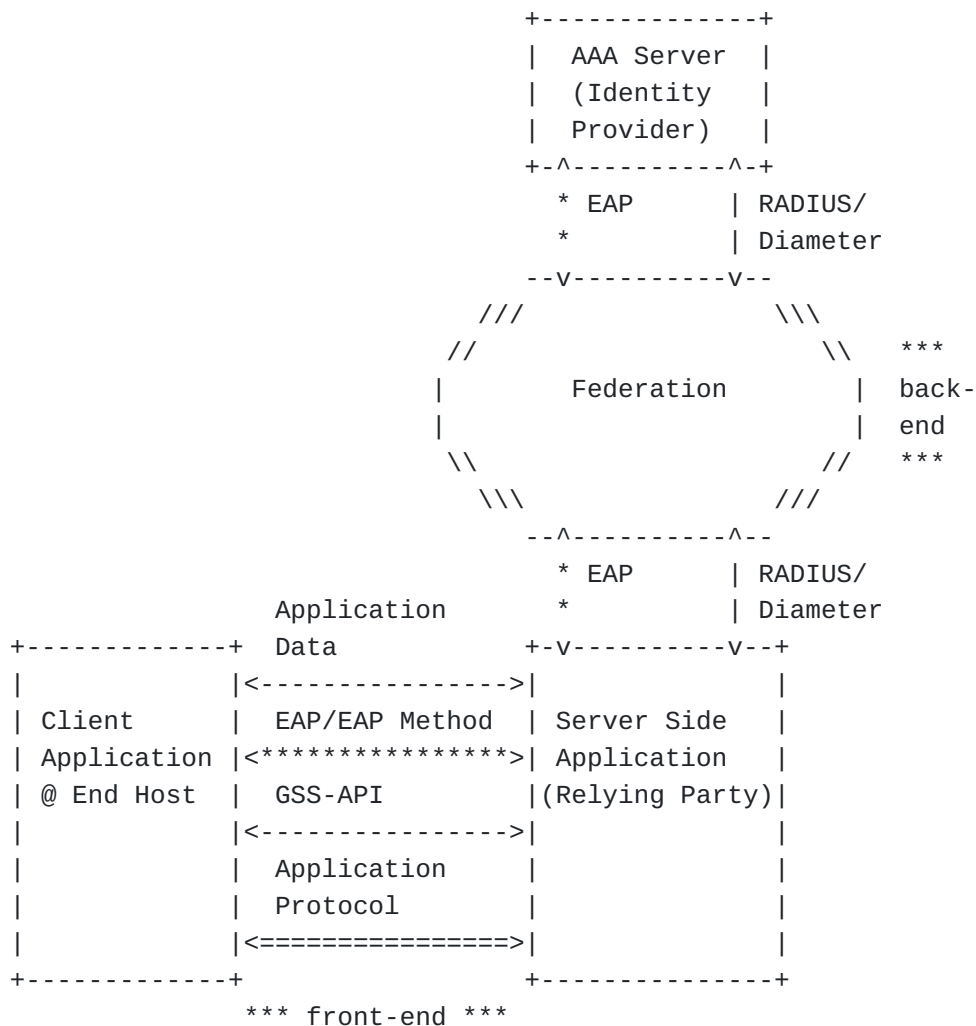 AAA Server
(Identity
Provider)
* EAP | RADIUS/
* | Diameter
*** 
Federation back-
end
***
* EAP | RADIUS/
Application * | Diameter
Data
Client EAP/EAP Method Server Side
Application Application
@ End Host GSS-API (Relying Party)
Application
Protocol
*** front-end ***